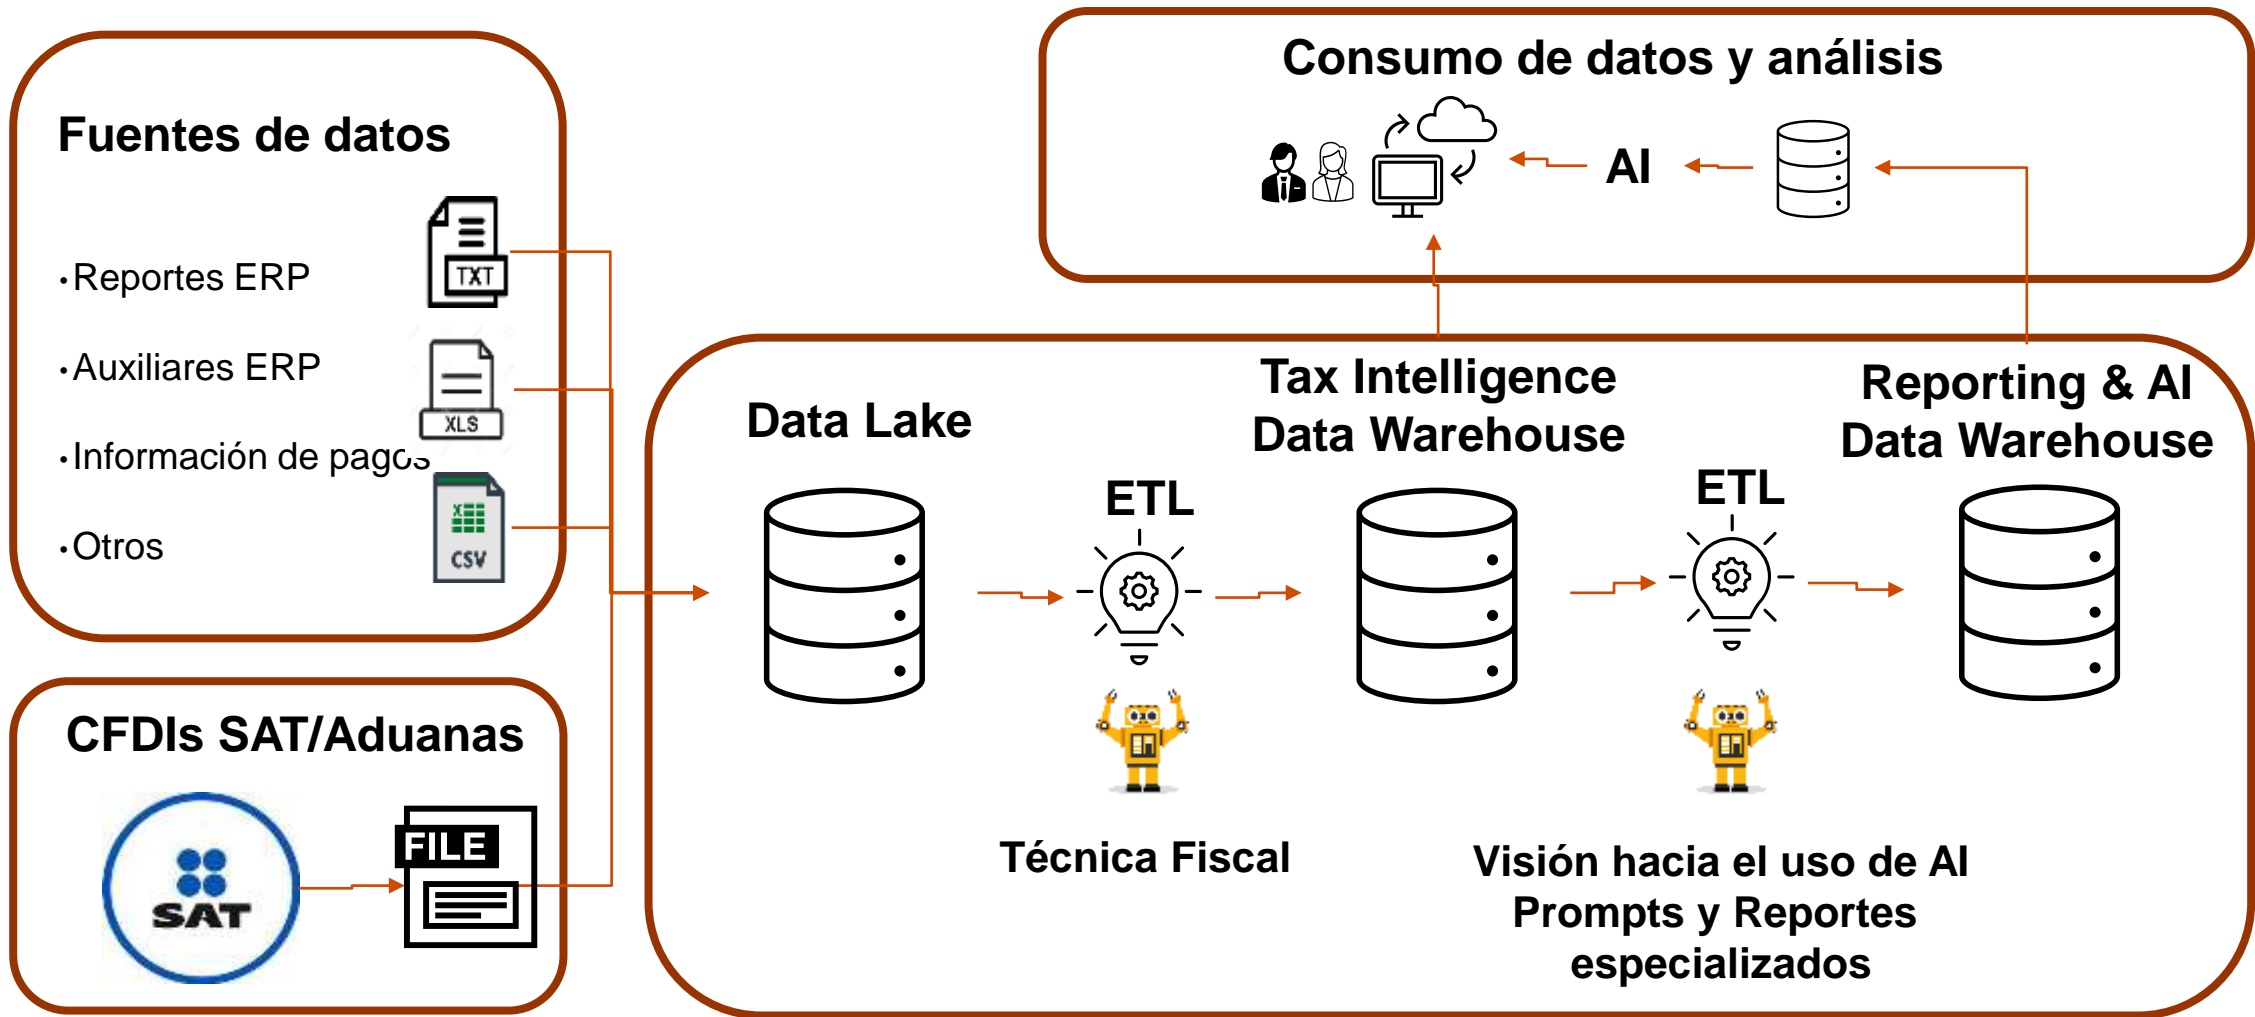 Fuentes de datos
•Reportes ERP
•Auxiliares ERP
•Información de pagos
•Otros
TXT
XLS
X
CSV
CFDIs SAT/Aduanas
SAT
FILE
Consumo de datos y análisis
AI
Data Lake
ETL
Técnica Fiscal
Tax Intelligence
Data Warehouse
ETL
Visión hacia el uso de AI
Prompts y Reportes
especializados
Reporting & AI
Data Warehouse